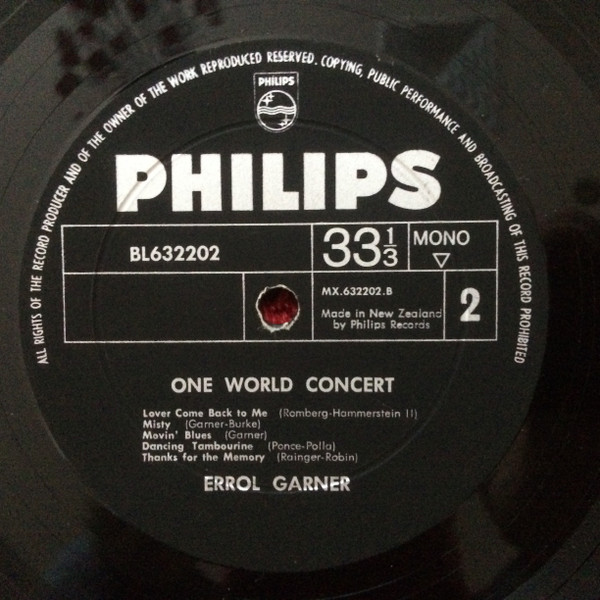 ALL RIGHTS OF THE RECORD PRODUCER AND OF THE OWNER OF THE WORK REPRODUCED RESERVED. COPYING, PUBLIC PERFORMANCE AND BROADCASTING OF THIS RECORD PROHIBITED
PHILIPS
PHILIPS
BL632202
33 1/3
MONO
MX.632202.B
Made in New Zealand
by Philips Records
2
ONE WORLD CONCERT
Lover Come Back to Me (Romberg-Hammerstein II)
Misty (Garner-Burke)
Movin' Blues (Garner)
Dancing Tambourine (Ponce-Polla)
Thanks for the Memory (Rainger-Robin)
ERROL GARNER